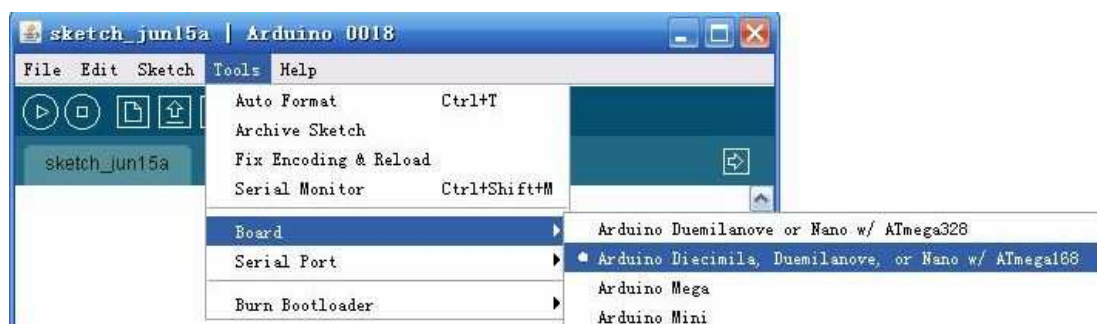 sketch_jun15a | Arduino 0018
File Edit Sketch Tools Help
sketch_jun15a
Auto Format Ctrl+T
Archive Sketch
Fix Encoding & Reload
Serial Monitor Ctrl+Shift+M
Board
Serial Port
Burn Bootloader
Arduino Duemilanove or Nano w/ ATmega328
Arduino Diecimila, Duemilanove, or Nano w/ ATmega168
Arduino Mega
Arduino Mini